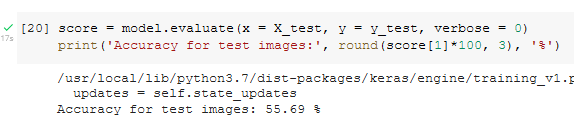 [20] score = model.evaluate(x = X_test, y = y_test, verbose = 0)
17s print('Accuracy for test images:', round(score[1]*100, 3), '%')
/usr/local/lib/python3.7/dist-packages/keras/engine/training_v1.p
updates = self.state_updates
Accuracy for test images: 55.69 %